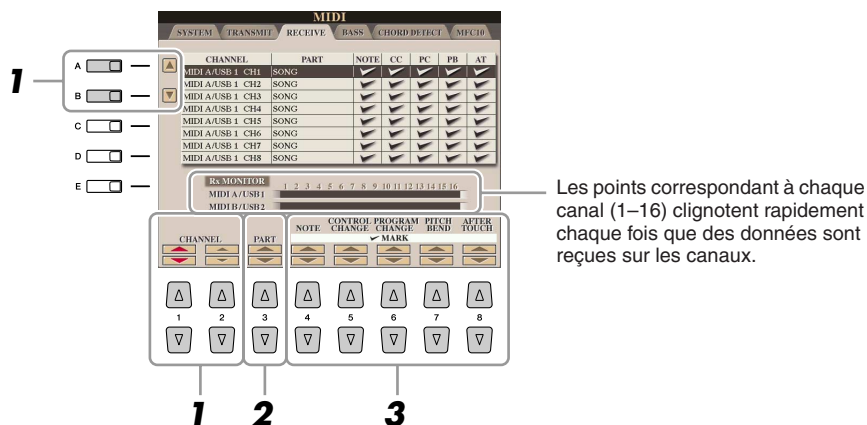 MIDI
SYSTEM TRANSMIT RECEIVE BASS CHORD DETECT MFC10
CHANNEL PART NOTE CC PC PB AT
MIDI A/USB 1 CH1 SONG
MIDI A/USB 1 CH2 SONG
MIDI A/USB 1 CH3 SONG
MIDI A/USB 1 CH4 SONG
MIDI A/USB 1 CH5 SONG
MIDI A/USB 1 CH6 SONG
MIDI A/USB 1 CH7 SONG
MIDI A/USB 1 CH8 SONG
A
B
C
D
E
1
Rx MONITOR 1 2 3 4 5 6 7 8 9 10 11 12 13 14 15 16
MIDI A/USB1
MIDI B/USB2
CHANNEL PART NOTE CONTROL CHANGE PROGRAM CHANGE PITCH BEND AFTER TOUCH
MARK
Les points correspondant à chaque
canal (1–16) clignotent rapidement
chaque fois que des données sont
reçues sur les canaux.
1 2 3 4 5 6 7 8
1 2 3